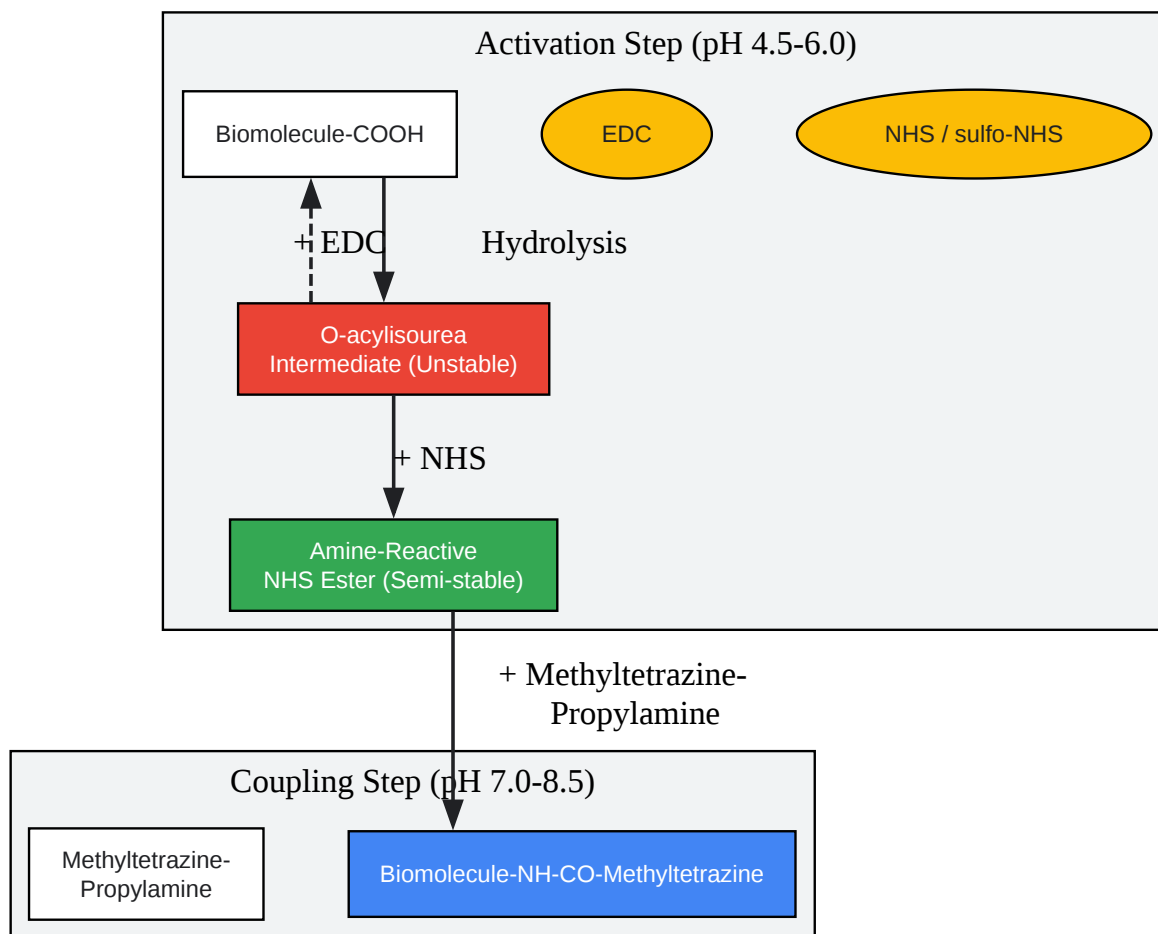 Activation Step (pH 4.5-6.0)
Biomolecule-COOH
EDC
NHS / sulfo-NHS
+ EDC
Hydrolysis
O-acylisourea
Intermediate (Unstable)
+ NHS
Amine-Reactive
NHS Ester (Semi-stable)
+ Methyltetrazine-
Propylamine
Coupling Step (pH 7.0-8.5)
Methyltetrazine-
Propylamine
Biomolecule-NH-CO-Methyltetrazine